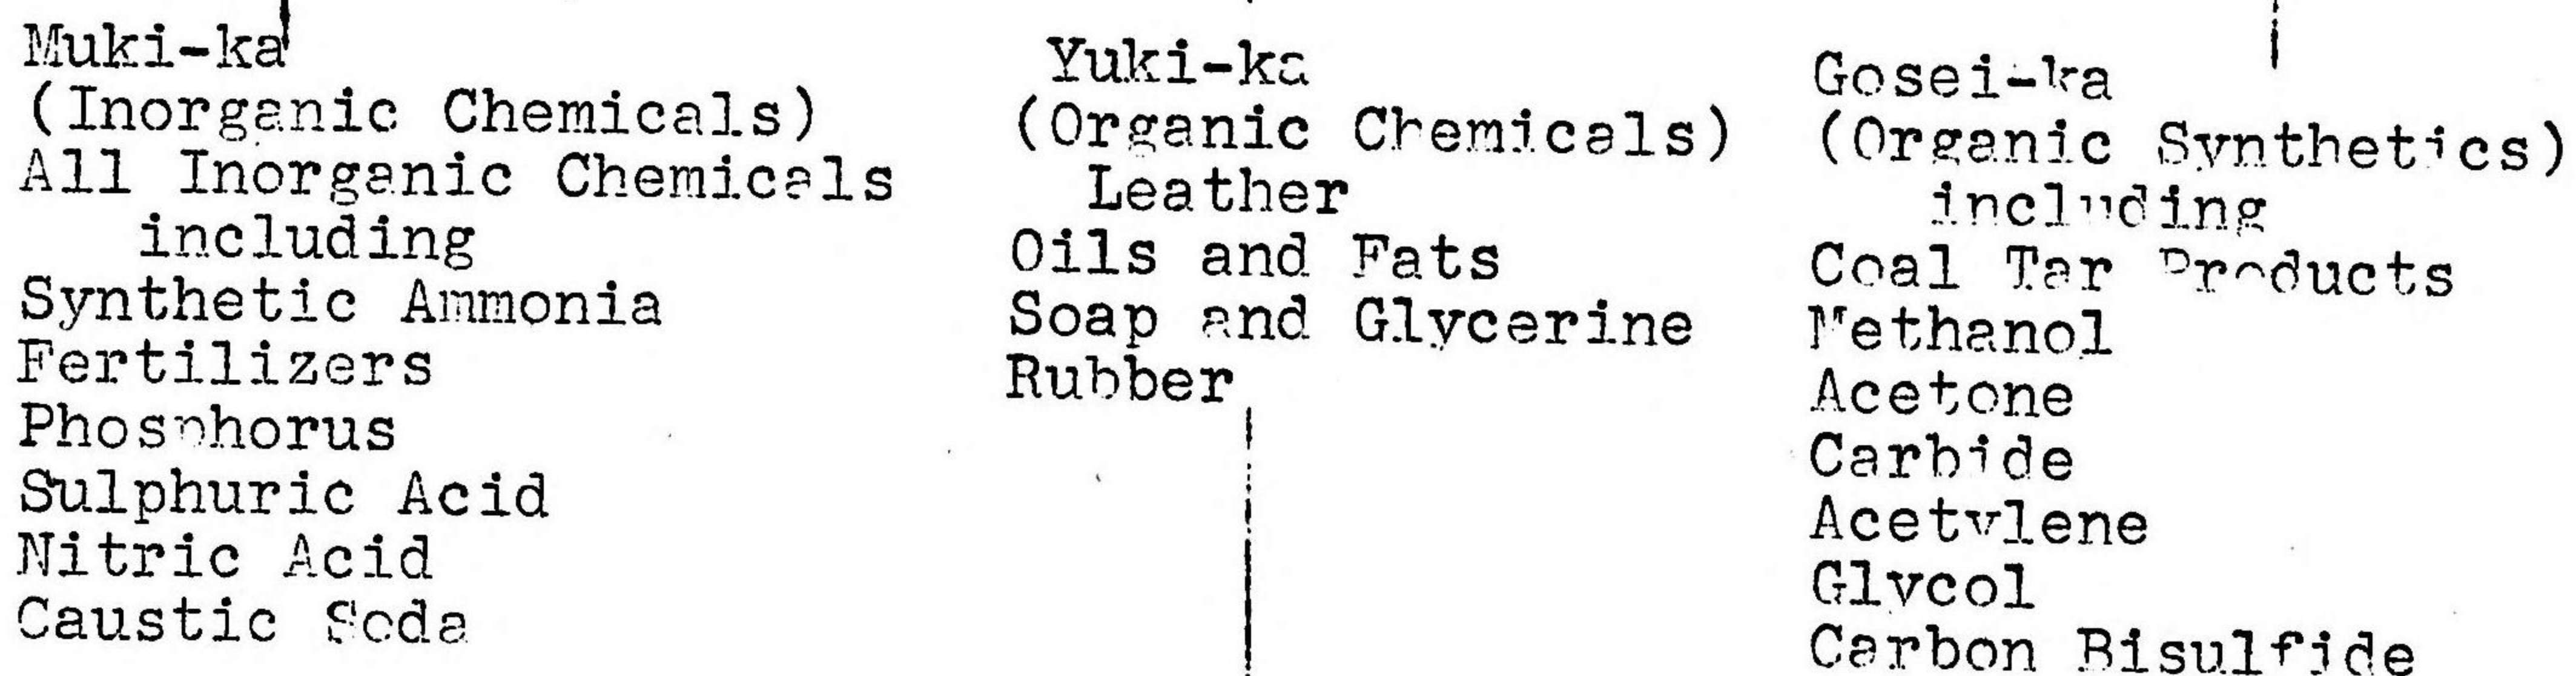 Muki-ka
(Inorganic Chemicals)
All Inorganic Chemicals
including
Synthetic Ammonia
Fertilizers
Phosphorus
Sulphuric Acid
Nitric Acid
Caustic Soda
Yuki-ka
(Organic Chemicals)
Leather
Oils and Fats
Soap and Glycerine
Rubber
Gosei-ka
(Organic Synthetics)
including
Coal Tar Products
Methanol
Acetone
Carbide
Acetylene
Glycol
Carbon Bisulfide